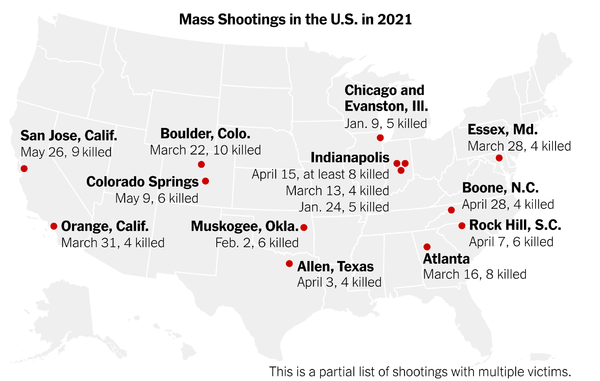 Mass Shootings in the U.S. in 2021
Chicago and
Evanston, Ill.
Jan. 9, 5 killed
San Jose, Calif.
May 26, 9 killed
Boulder, Colo.
March 22, 10 killed
Essex, Md.
March 28, 4 killed
Indianapolis
April 15, at least 8 killed
March 13, 4 killed
Jan. 24, 5 killed
Colorado Springs
May 9, 6 killed
Boone, N.C.
April 28, 4 killed
Orange, Calif.
March 31, 4 killed
Muskogee, Okla.
Feb. 2, 6 killed
Rock Hill, S.C.
April 7, 6 killed
Allen, Texas
April 3, 4 killed
Atlanta
March 16, 8 killed
This is a partial list of shootings with multiple victims.